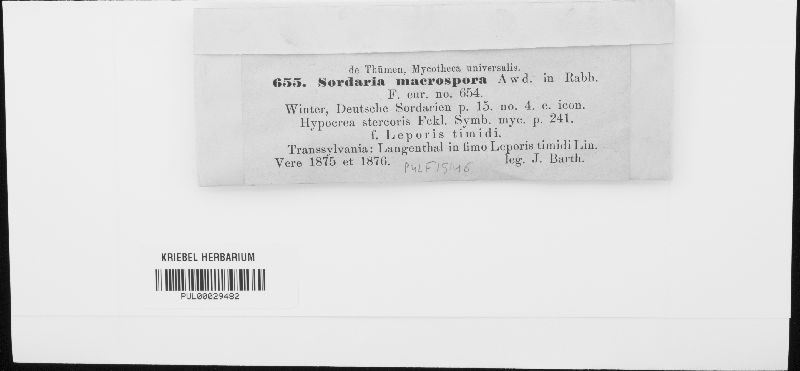 de Thümen, Mycotheca universalis.
655. Sordaria macrospora Awd. in Rabh.
F. eur. no. 654.
Winter, Deutsche Sordarien p. 15. no. 4. c. icon.
Hypocrea stercoris Fckl. Symb. myc. p. 241.
f. Leporis timidi.
Transsylvania: Langenthal in fimo Leporis timidi Lin.
Vere 1875 et 1876. leg. J. Barth.
KRIEBEL HERBARIUM
PUL00029492